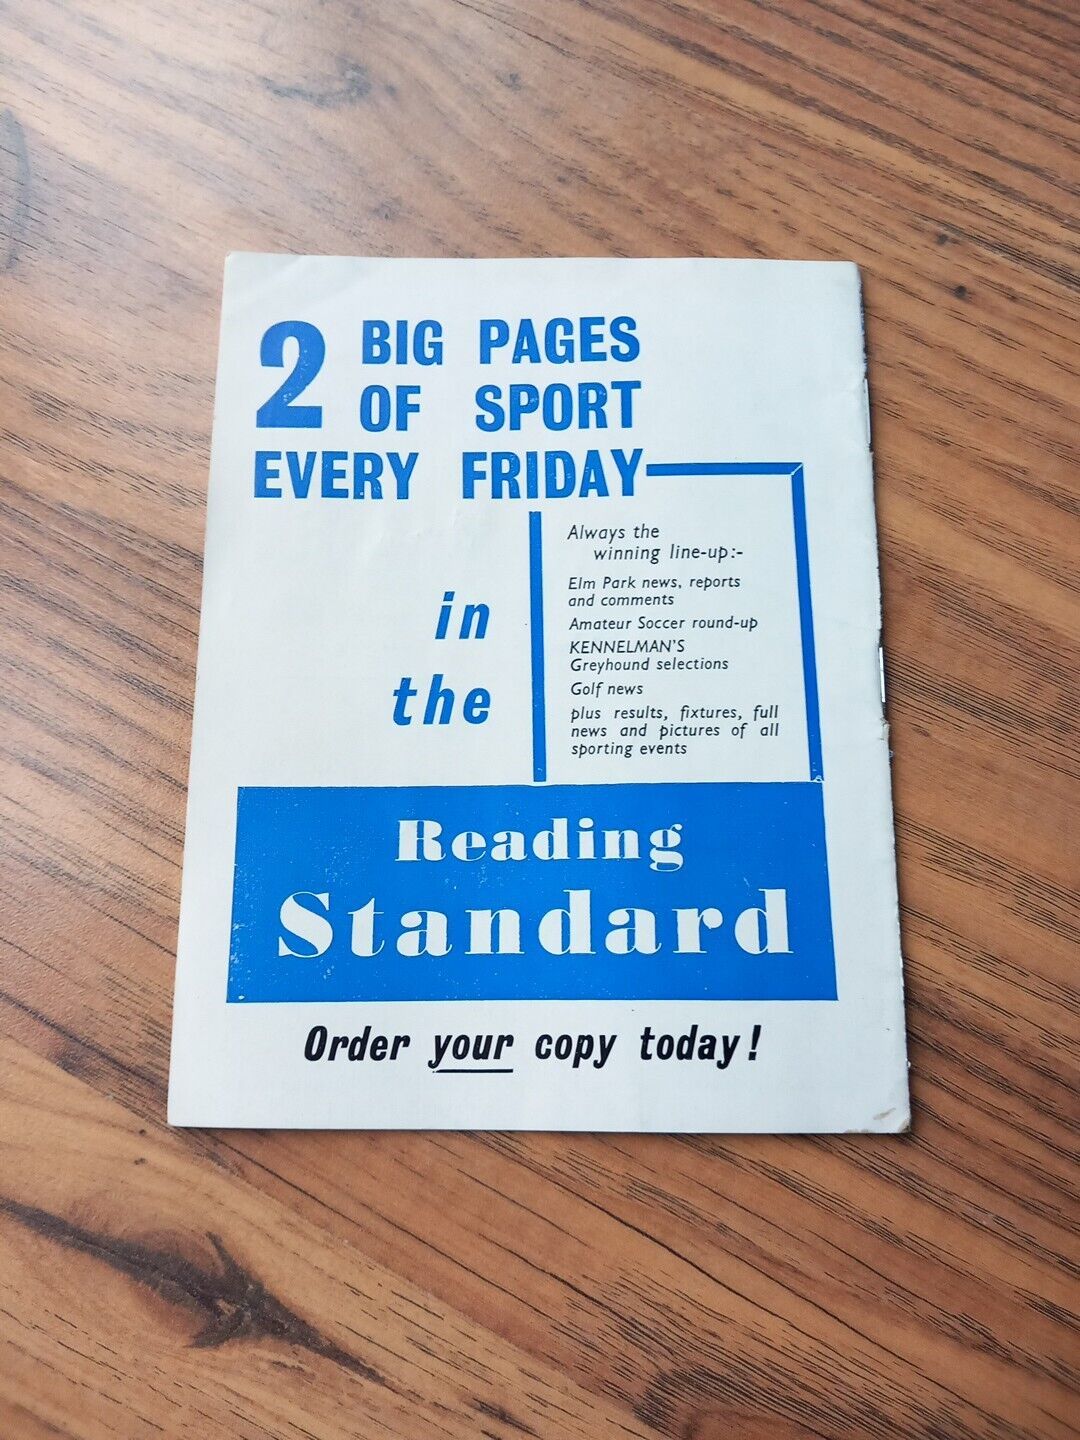 2 BIG PAGES
OF SPORT
EVERY FRIDAY
in
the
Always the
winning line-up:-
Elm Park news, reports
and comments
Amateur Soccer round-up
KENNELMAN'S
Greyhound selections
Golf news
plus results, fixtures, full
news and pictures of all
sporting events
Reading
Standard
Order your copy today!